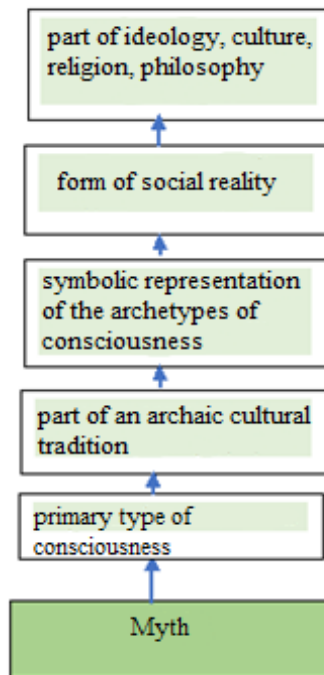 part of ideology, culture,
religion, philosophy
form of social reality
symbolic representation
of the archetypes of
consciousness
part of an archaic cultural
tradition
primary type of
consciousness
Myth